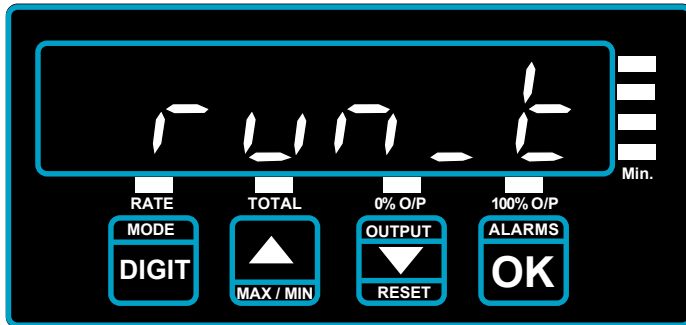 run_t
Min.
RATE TOTAL 0% O/P 100% O/P
MODE OUTPUT ALARMS
DIGIT OK
MAX / MIN RESET